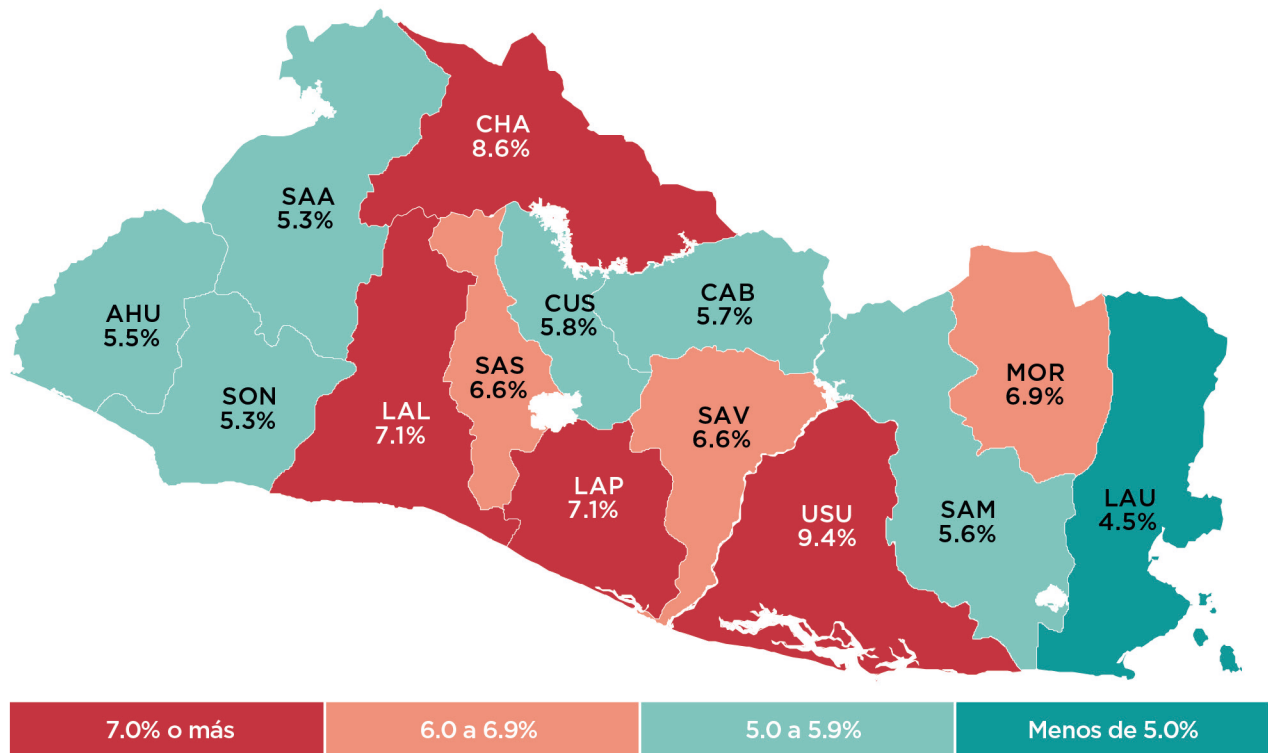 CHA
8.6%
SAA
5.3%
AHU
5.5%
SON
5.3%
LAL
7.1%
SAS
6.6%
CUS
5.8%
CAB
5.7%
LAP
7.1%
SAV
6.6%
USU
9.4%
SAM
5.6%
MOR
6.9%
LAU
4.5%
7.0% o más
6.0 a 6.9%
5.0 a 5.9%
Menos de 5.0%